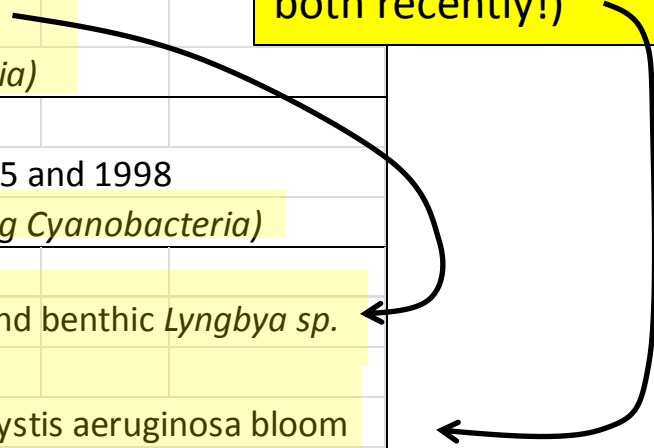 both recently!)
ia)
5 and 1998
g Cyanobacteria)
nd benthic Lyngbya sp.
ystis aeruginosa bloom